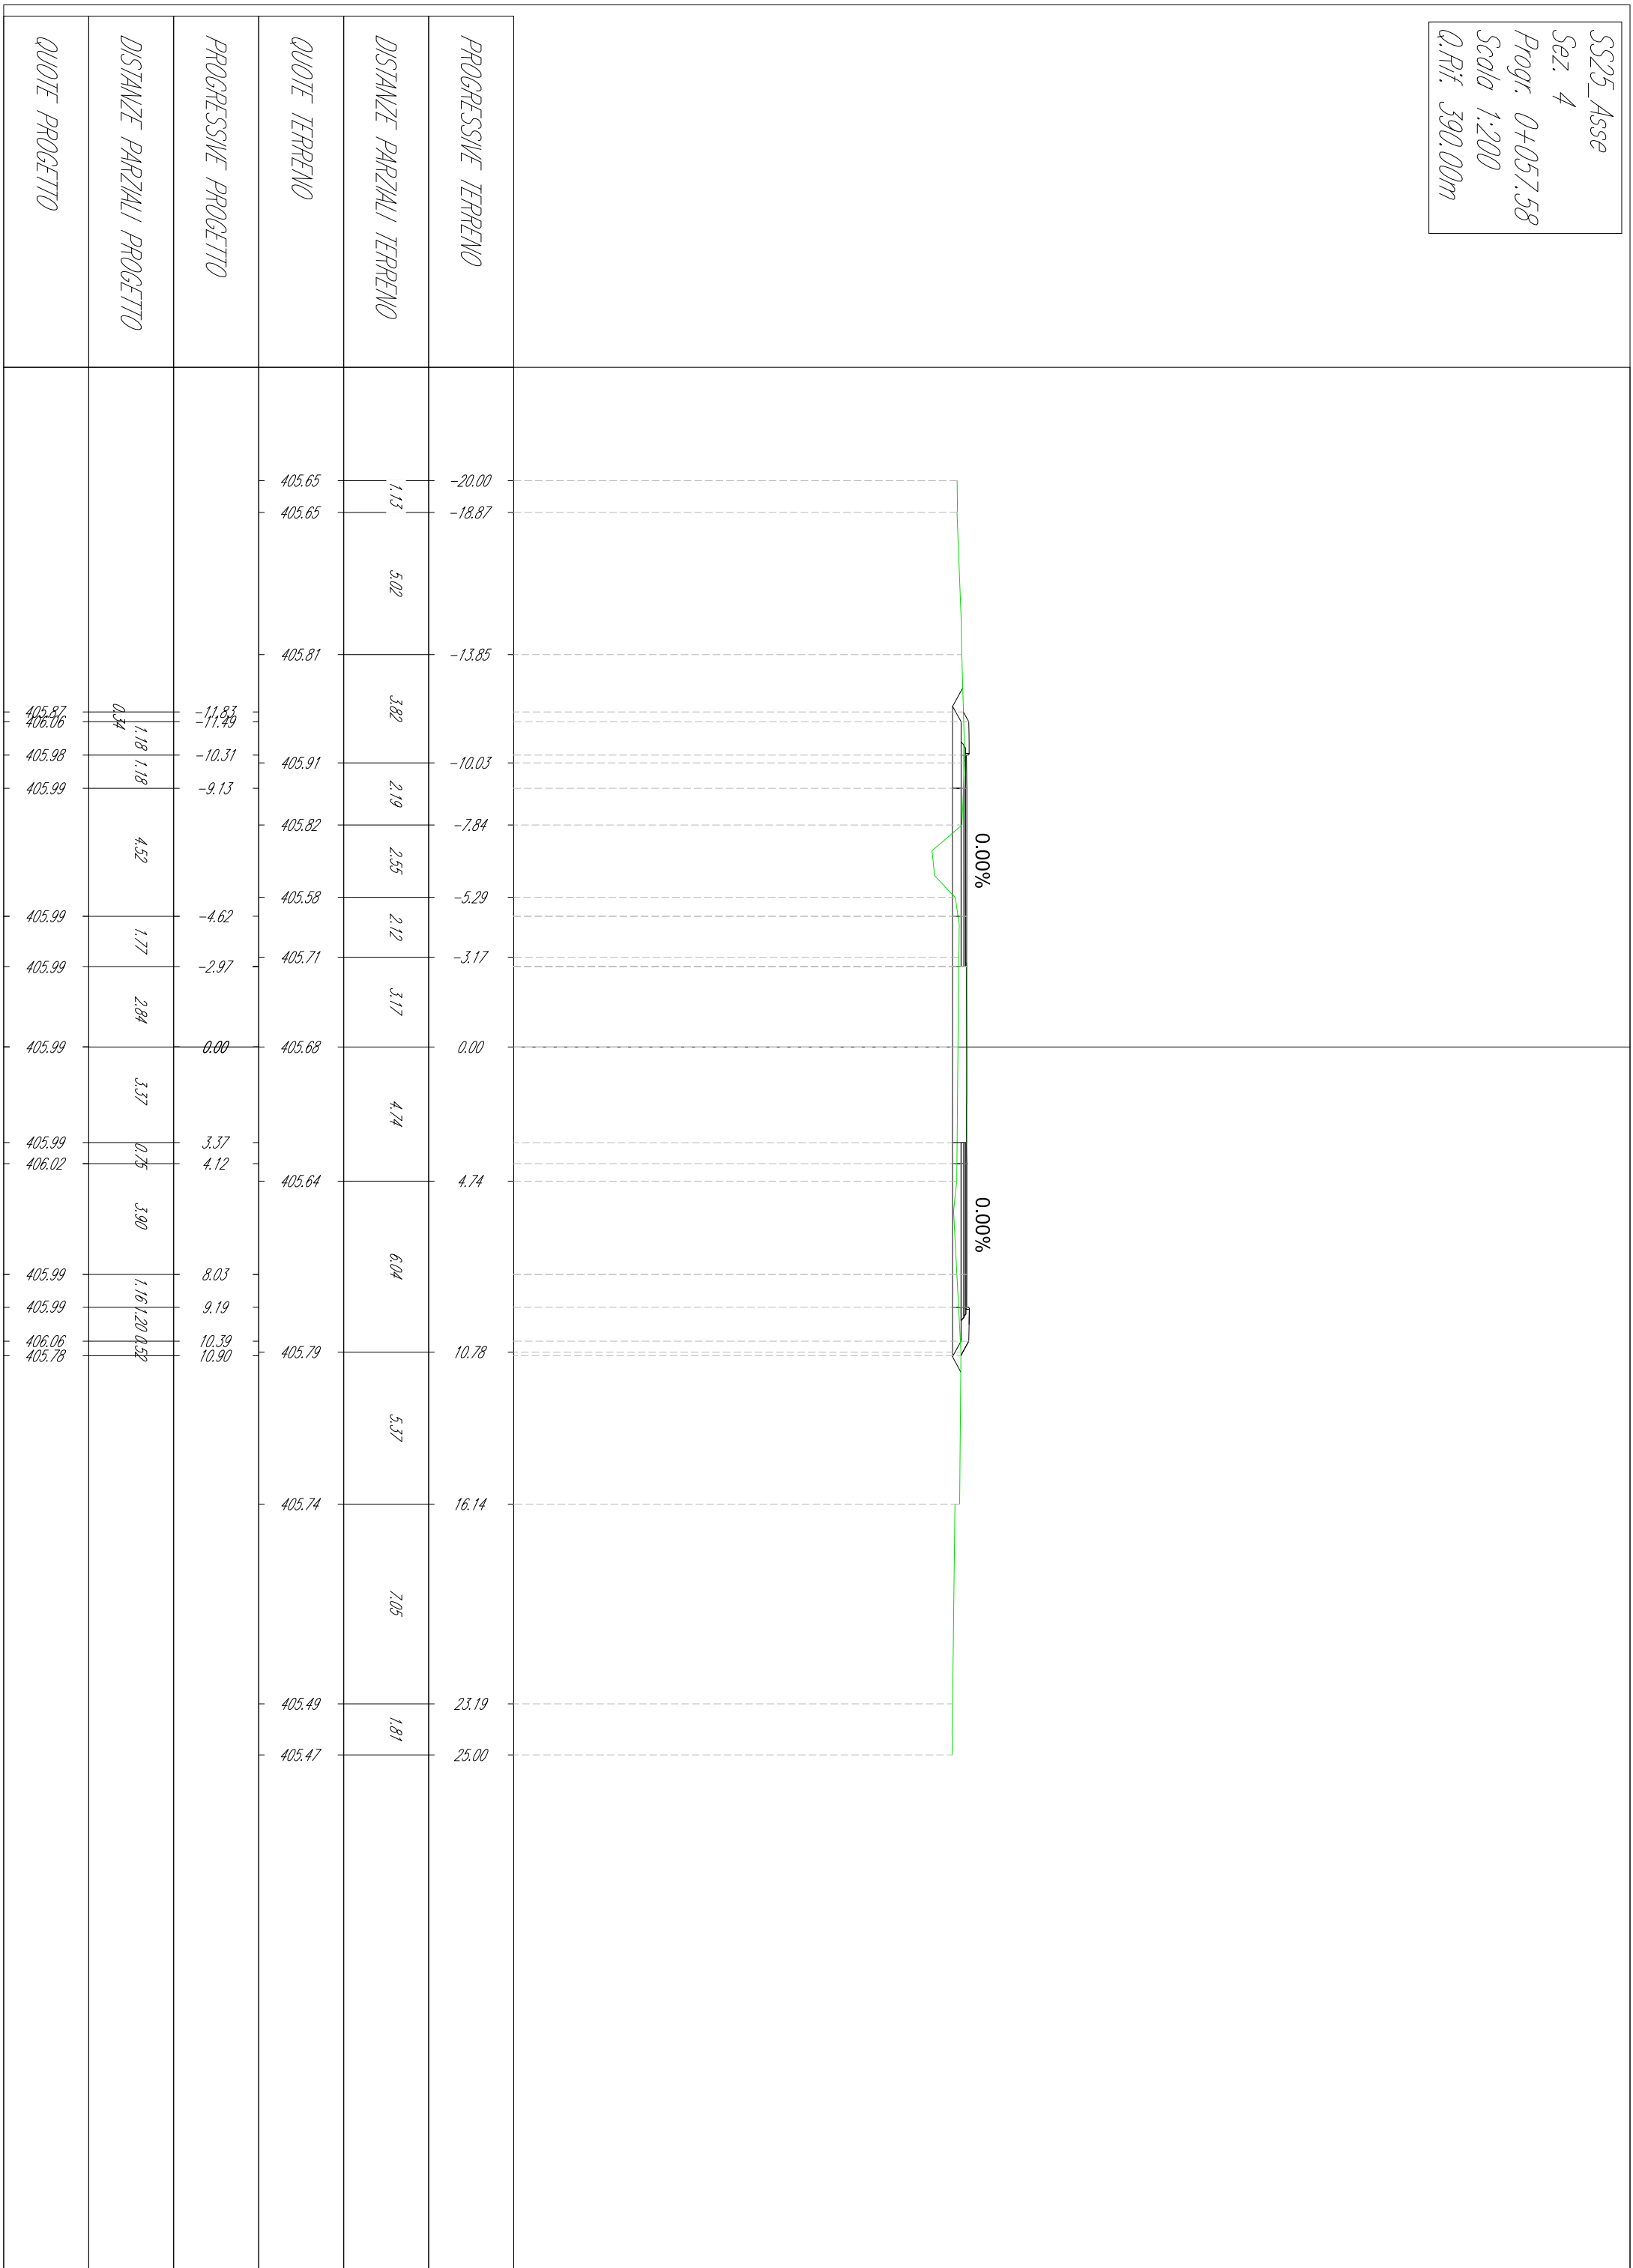 SS25_Asse
Sez. 4
Progr. 0+057.58
Scala 1:200
Q.Rif. 390.00m
0.00% 0.00%
PROGRESSIVE TERRENO -20.00 -18.87 -13.85 -10.03 -7.84 -5.29 -3.17 0.00 4.74 10.78 16.14 23.19 25.00
DISTANZE PARZIALI TERRENO 1.13 5.02 3.82 2.19 2.55 2.12 3.17 4.74 6.04 5.37 7.05 1.81
QUOTE TERRENO 405.65 405.65 405.81 405.91 405.82 405.58 405.71 405.68 405.64 405.79 405.74 405.49 405.47
PROGRESSIVE PROGETTO -11.83 -11.49 -10.31 -9.13 -4.62 -2.97 0.00 3.37 4.12 8.03 9.19 10.39 10.90
DISTANZE PARZIALI PROGETTO 0.34 1.18 1.18 4.52 1.77 2.84 3.37 0.75 3.90 1.16 1.20 0.52
QUOTE PROGETTO 405.87 406.06 405.98 405.99 405.99 405.99 405.99 405.99 406.02 405.99 405.99 406.06 405.78